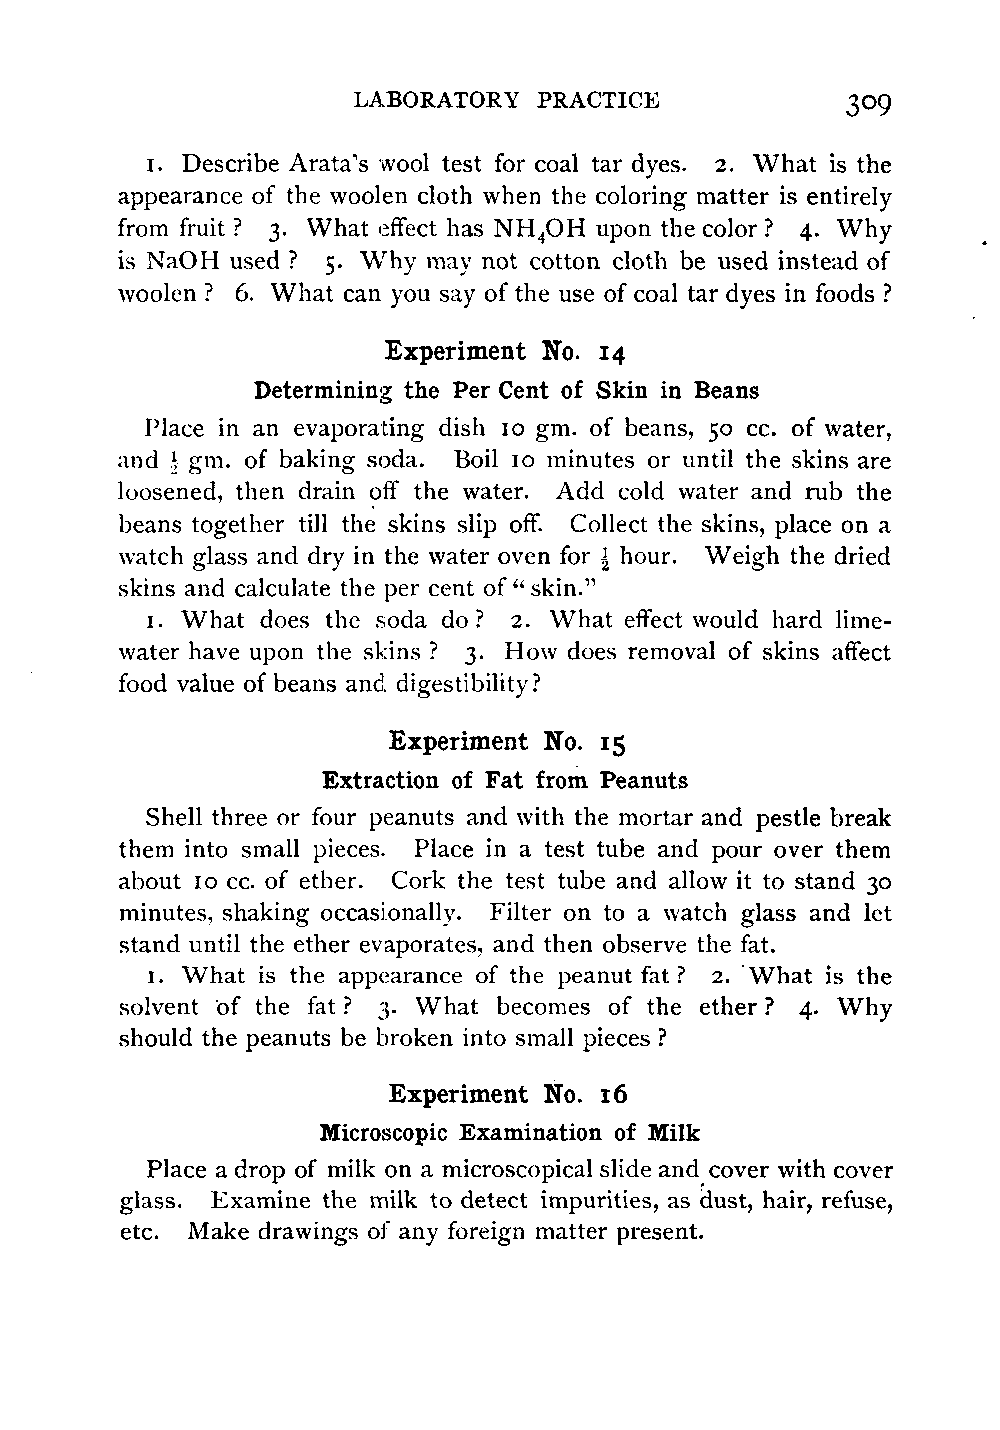 LABORATORY PRACTICE 309
1. Describe Arata's wool test for coal tar dyes. 2. What is the
appearance of the woolen cloth when the coloring matter is entirely
from fruit? 3. What effect has NH₄OH upon the color? 4. Why
is NaOH used? 5. Why may not cotton cloth be used instead of
woolen? 6. What can you say of the use of coal tar dyes in foods?
Experiment No. 14
Determining the Per Cent of Skin in Beans
Place in an evaporating dish 10 gm. of beans, 50 cc. of water,
and ½ gm. of baking soda. Boil 10 minutes or until the skins are
loosened, then drain off the water. Add cold water and rub the
beans together till the skins slip off. Collect the skins, place on a
watch glass and dry in the water oven for ½ hour. Weigh the dried
skins and calculate the per cent of "skin."
1. What does the soda do? 2. What effect would hard lime-
water have upon the skins? 3. How does removal of skins affect
food value of beans and digestibility?
Experiment No. 15
Extraction of Fat from Peanuts
Shell three or four peanuts and with the mortar and pestle break
them into small pieces. Place in a test tube and pour over them
about 10 cc. of ether. Cork the test tube and allow it to stand 30
minutes, shaking occasionally. Filter on to a watch glass and let
stand until the ether evaporates, and then observe the fat.
1. What is the appearance of the peanut fat? 2. What is the
solvent of the fat? 3. What becomes of the ether? 4. Why
should the peanuts be broken into small pieces?
Experiment No. 16
Microscopic Examination of Milk
Place a drop of milk on a microscopical slide and cover with cover
glass. Examine the milk to detect impurities, as dust, hair, refuse,
etc. Make drawings of any foreign matter present.